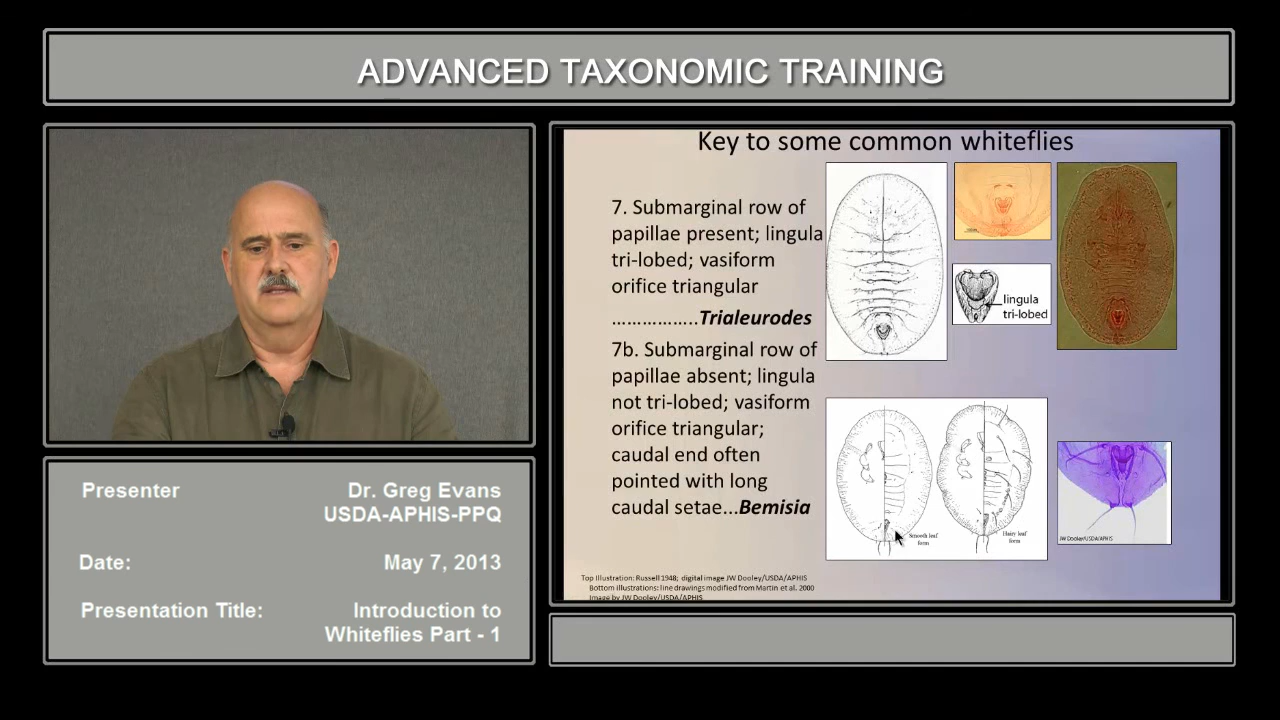 ADVANCED TAXONOMIC TRAINING
Presenter Dr. Greg Evans
USDA-APHIS-PPQ
Date: May 7, 2013
Presentation Title: Introduction to
Whiteflies Part - 1
Key to some common whiteflies
7. Submarginal row of
papillae present; lingula
tri-lobed; vasiform
orifice triangular
……………..Trialeurodes
7b. Submarginal row of
papillae absent; lingula
not tri-lobed; vasiform
orifice triangular;
caudal end often
pointed with long
caudal setae...Bemisia
lingula
tri-lobed
Smooth leaf
form
Hairy leaf
form
JW Dooley/USDA/APHIS
Top Illustration: Russell 1948; digital image JW Dooley/USDA/APHIS
Bottom illustrations: line drawings modified from Martin et al. 2000
Image by JW Dooley/USDA/APHIS